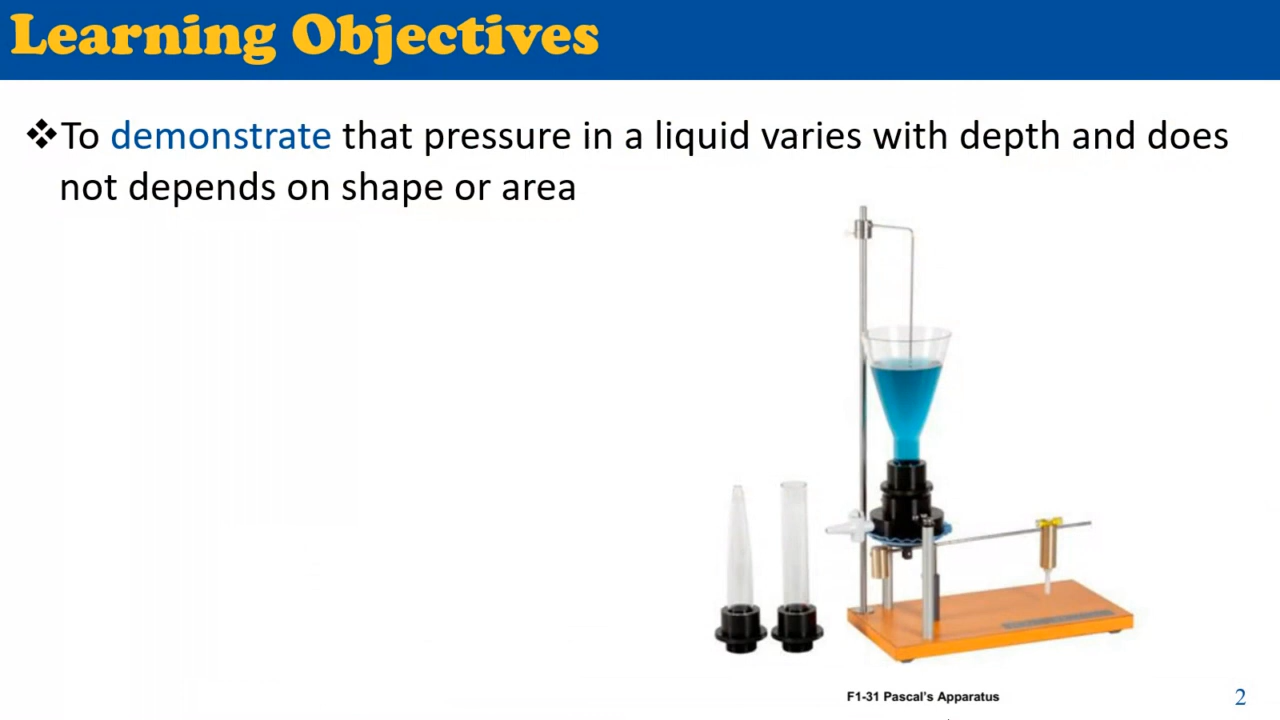 Learning Objectives
❖To demonstrate that pressure in a liquid varies with depth and does
not depends on shape or area
F1-31 Pascal's Apparatus
2